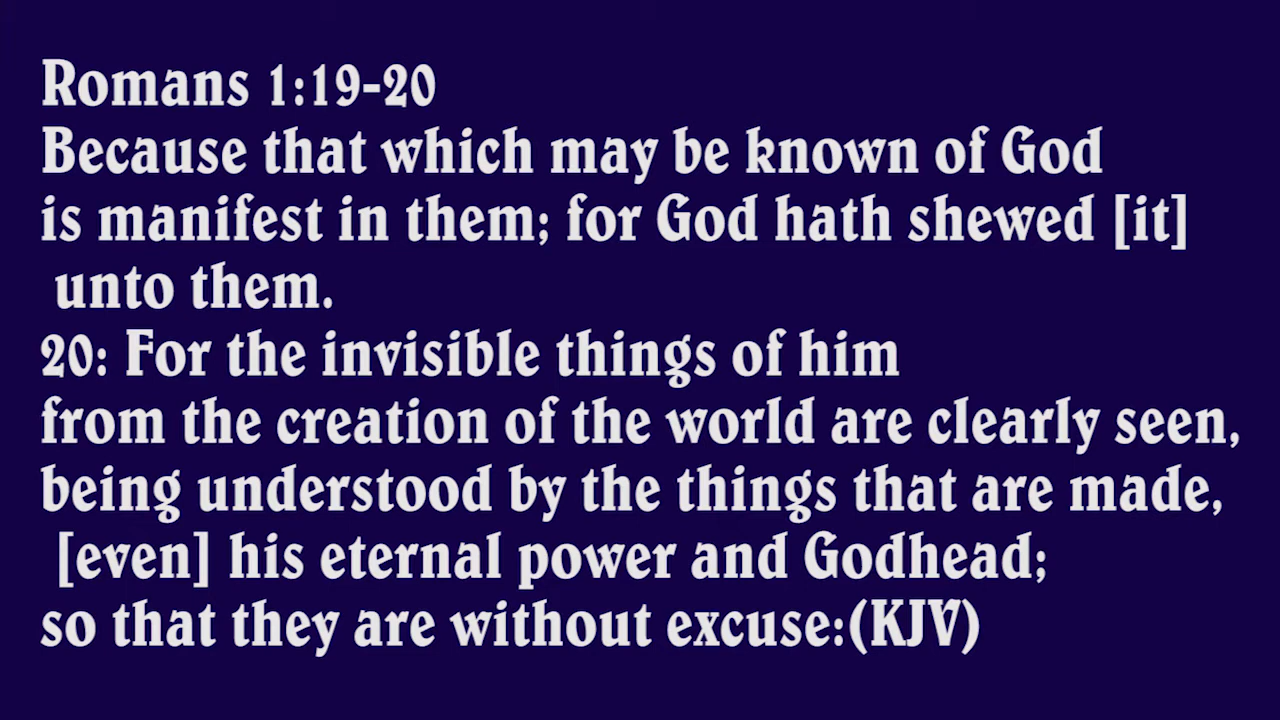 Romans 1:19-20
Because that which may be known of God
is manifest in them; for God hath shewed [it]
unto them.
20: For the invisible things of him
from the creation of the world are clearly seen,
being understood by the things that are made,
[even] his eternal power and Godhead;
so that they are without excuse:(KJV)